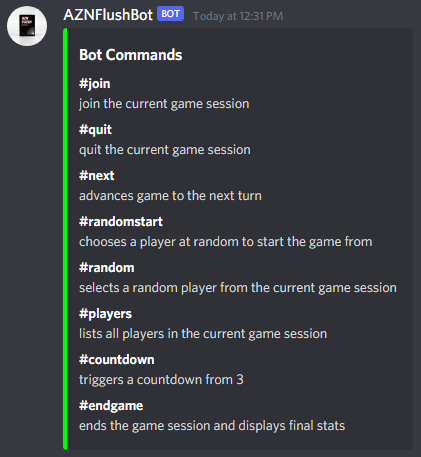 AZNFlushBot BOT Today at 12:31 PM
Bot Commands
#join
join the current game session
#quit
quit the current game session
#next
advances game to the next turn
#randomstart
chooses a player at random to start the game from
#random
selects a random player from the current game session
#players
lists all players in the current game session
#countdown
triggers a countdown from 3
#endgame
ends the game session and displays final stats